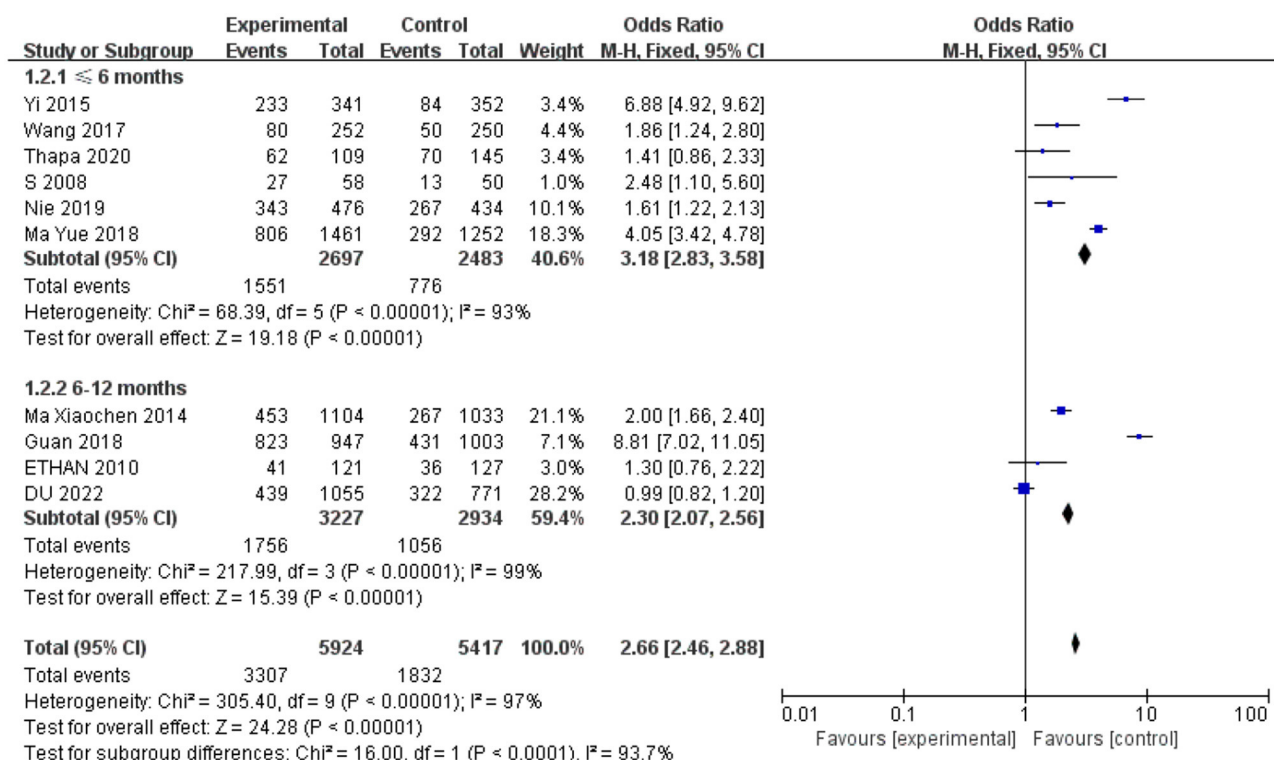 Experimental Control Odds Ratio Odds Ratio
Study or Subgroup Events Total Events Total Weight M-H, Fixed, 95% CI M-H, Fixed, 95% CI
1.2.1 ≤ 6 months
Yi 2015 233 341 84 352 3.4% 6.88 [4.92, 9.62]
Wang 2017 80 252 50 250 4.4% 1.86 [1.24, 2.80]
Thapa 2020 62 109 70 145 3.4% 1.41 [0.86, 2.33]
S 2008 27 58 13 50 1.0% 2.48 [1.10, 5.60]
Nie 2019 343 476 267 434 10.1% 1.61 [1.22, 2.13]
Ma Yue 2018 806 1461 292 1252 18.3% 4.05 [3.42, 4.78]
Subtotal (95% CI) 2697 2483 40.6% 3.18 [2.83, 3.58]
Total events 1551 776
Heterogeneity: Chi² = 68.39, df = 5 (P < 0.00001); I² = 93%
Test for overall effect: Z = 19.18 (P < 0.00001)
1.2.2 6-12 months
Ma Xiaochen 2014 453 1104 267 1033 21.1% 2.00 [1.66, 2.40]
Guan 2018 823 947 431 1003 7.1% 8.81 [7.02, 11.05]
ETHAN 2010 41 121 36 127 3.0% 1.30 [0.76, 2.22]
DU 2022 439 1055 322 771 28.2% 0.99 [0.82, 1.20]
Subtotal (95% CI) 3227 2934 59.4% 2.30 [2.07, 2.56]
Total events 1756 1056
Heterogeneity: Chi² = 217.99, df = 3 (P < 0.00001); I² = 99%
Test for overall effect: Z = 15.39 (P < 0.00001)
Total (95% CI) 5924 5417 100.0% 2.66 [2.46, 2.88]
Total events 3307 1832
Heterogeneity: Chi² = 305.40, df = 9 (P < 0.00001); I² = 97%
Test for overall effect: Z = 24.28 (P < 0.00001)
Test for subgroup differences: Chi² = 16.00, df = 1 (P < 0.0001), I² = 93.7%
0.01 0.1 1 10 100
Favours [experimental] Favours [control]